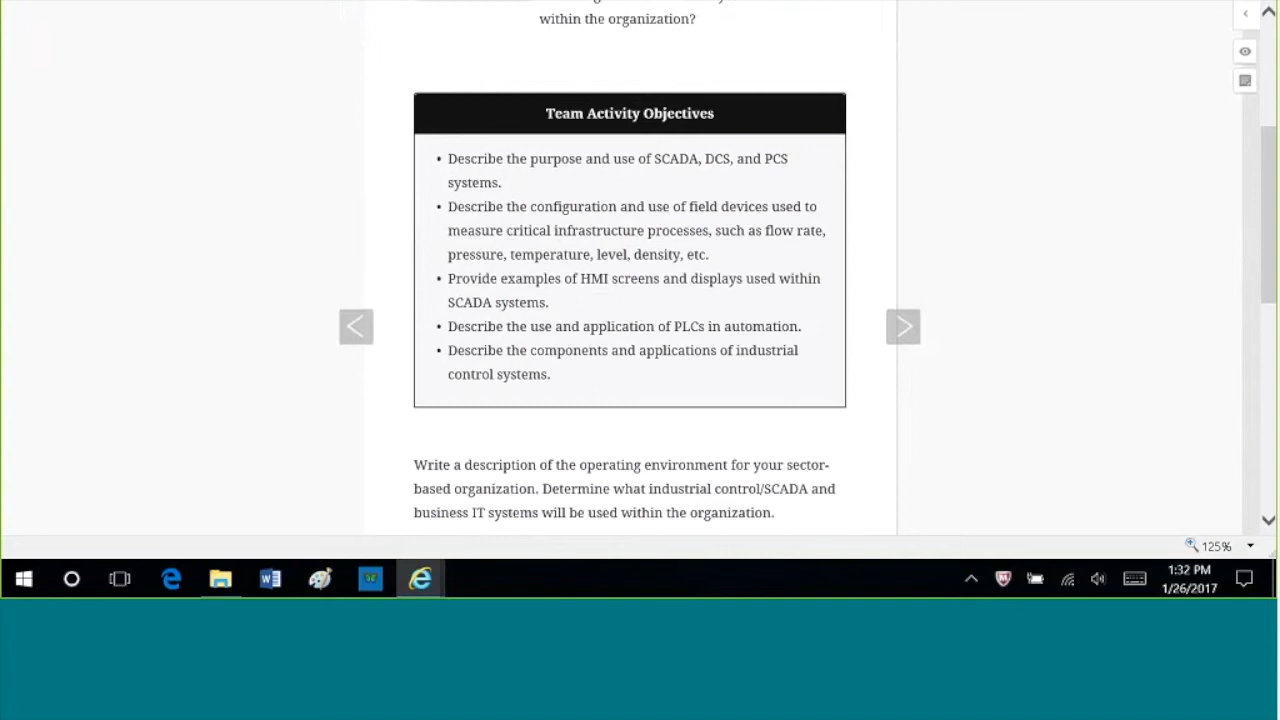 within the organization?
Team Activity Objectives
• Describe the purpose and use of SCADA, DCS, and PCS
systems.
• Describe the configuration and use of field devices used to
measure critical infrastructure processes, such as flow rate,
pressure, temperature, level, density, etc.
• Provide examples of HMI screens and displays used within
SCADA systems.
• Describe the use and application of PLCs in automation.
• Describe the components and applications of industrial
control systems.
Write a description of the operating environment for your sector-
based organization. Determine what industrial control/SCADA and
business IT systems will be used within the organization.
125%
1:32 PM
1/26/2017